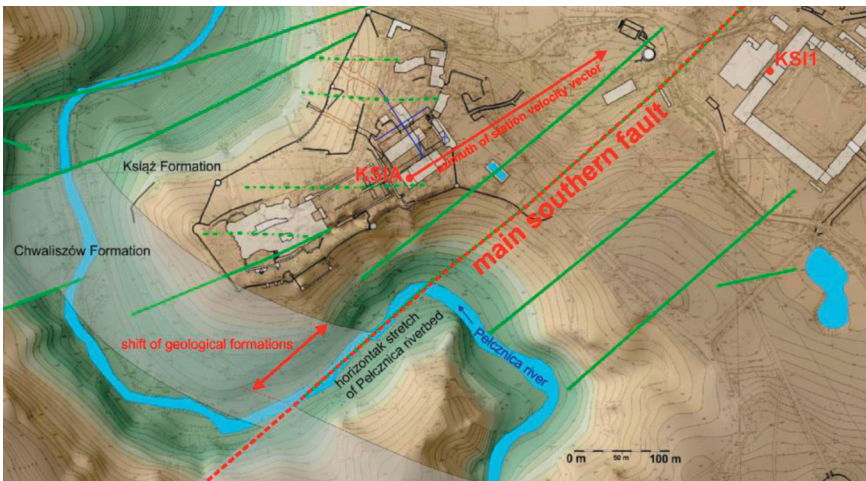 KSI1
azimuth of station velocity vector
KSIA
main southern fault
Książ Formation
Chwaliszów Formation
shift of geological formations
horizontak stretch
of Pełcznica riverbed
Pełcznica river
0 m
50 m
100 m